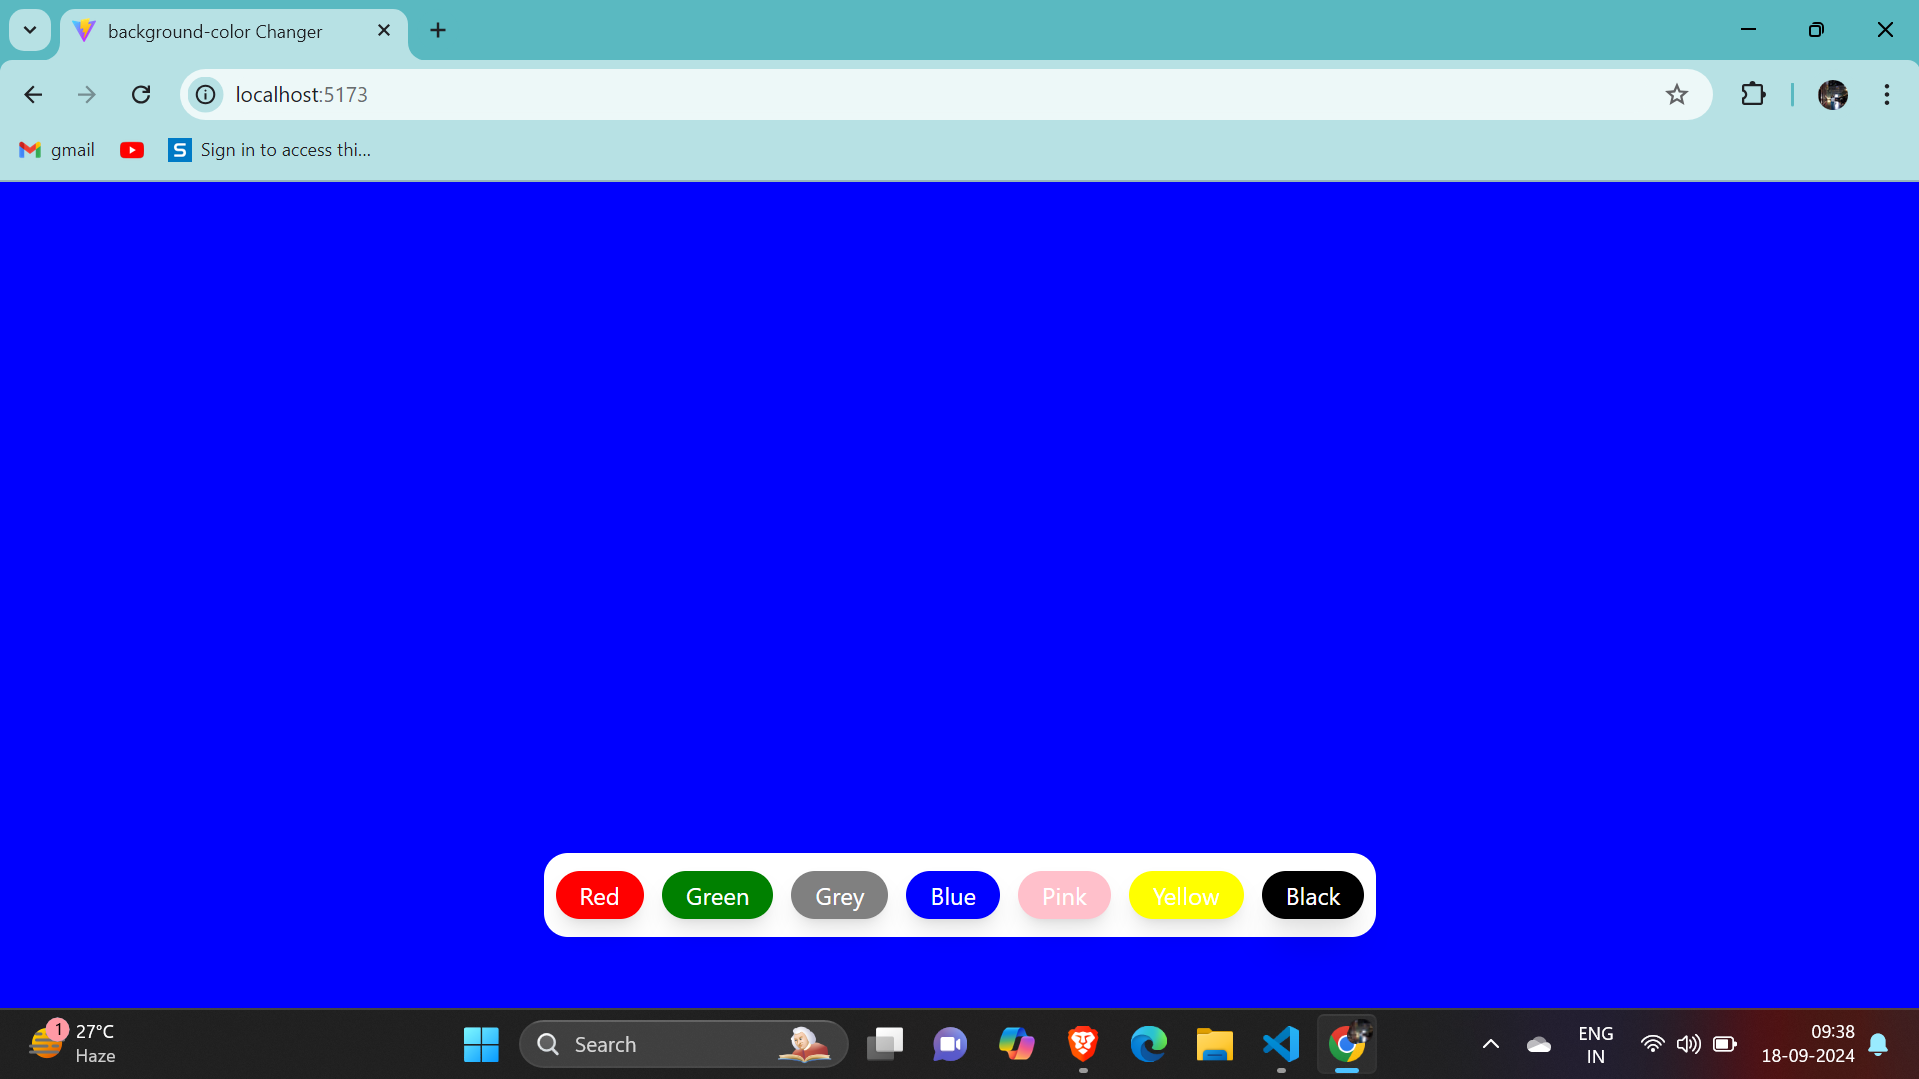 background-color Changer
localhost:5173
gmail
S
Sign in to access thi...
Red
Green
Grey
Blue
Pink
Yellow
Black
1
27°C
Haze
Search
ENG
IN
09:38
18-09-2024